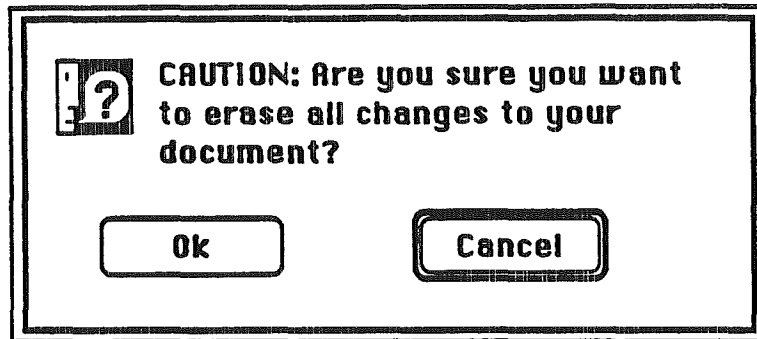 ?
CAUTION: Are you sure you want
to erase all changes to your
document?
Ok
Cancel